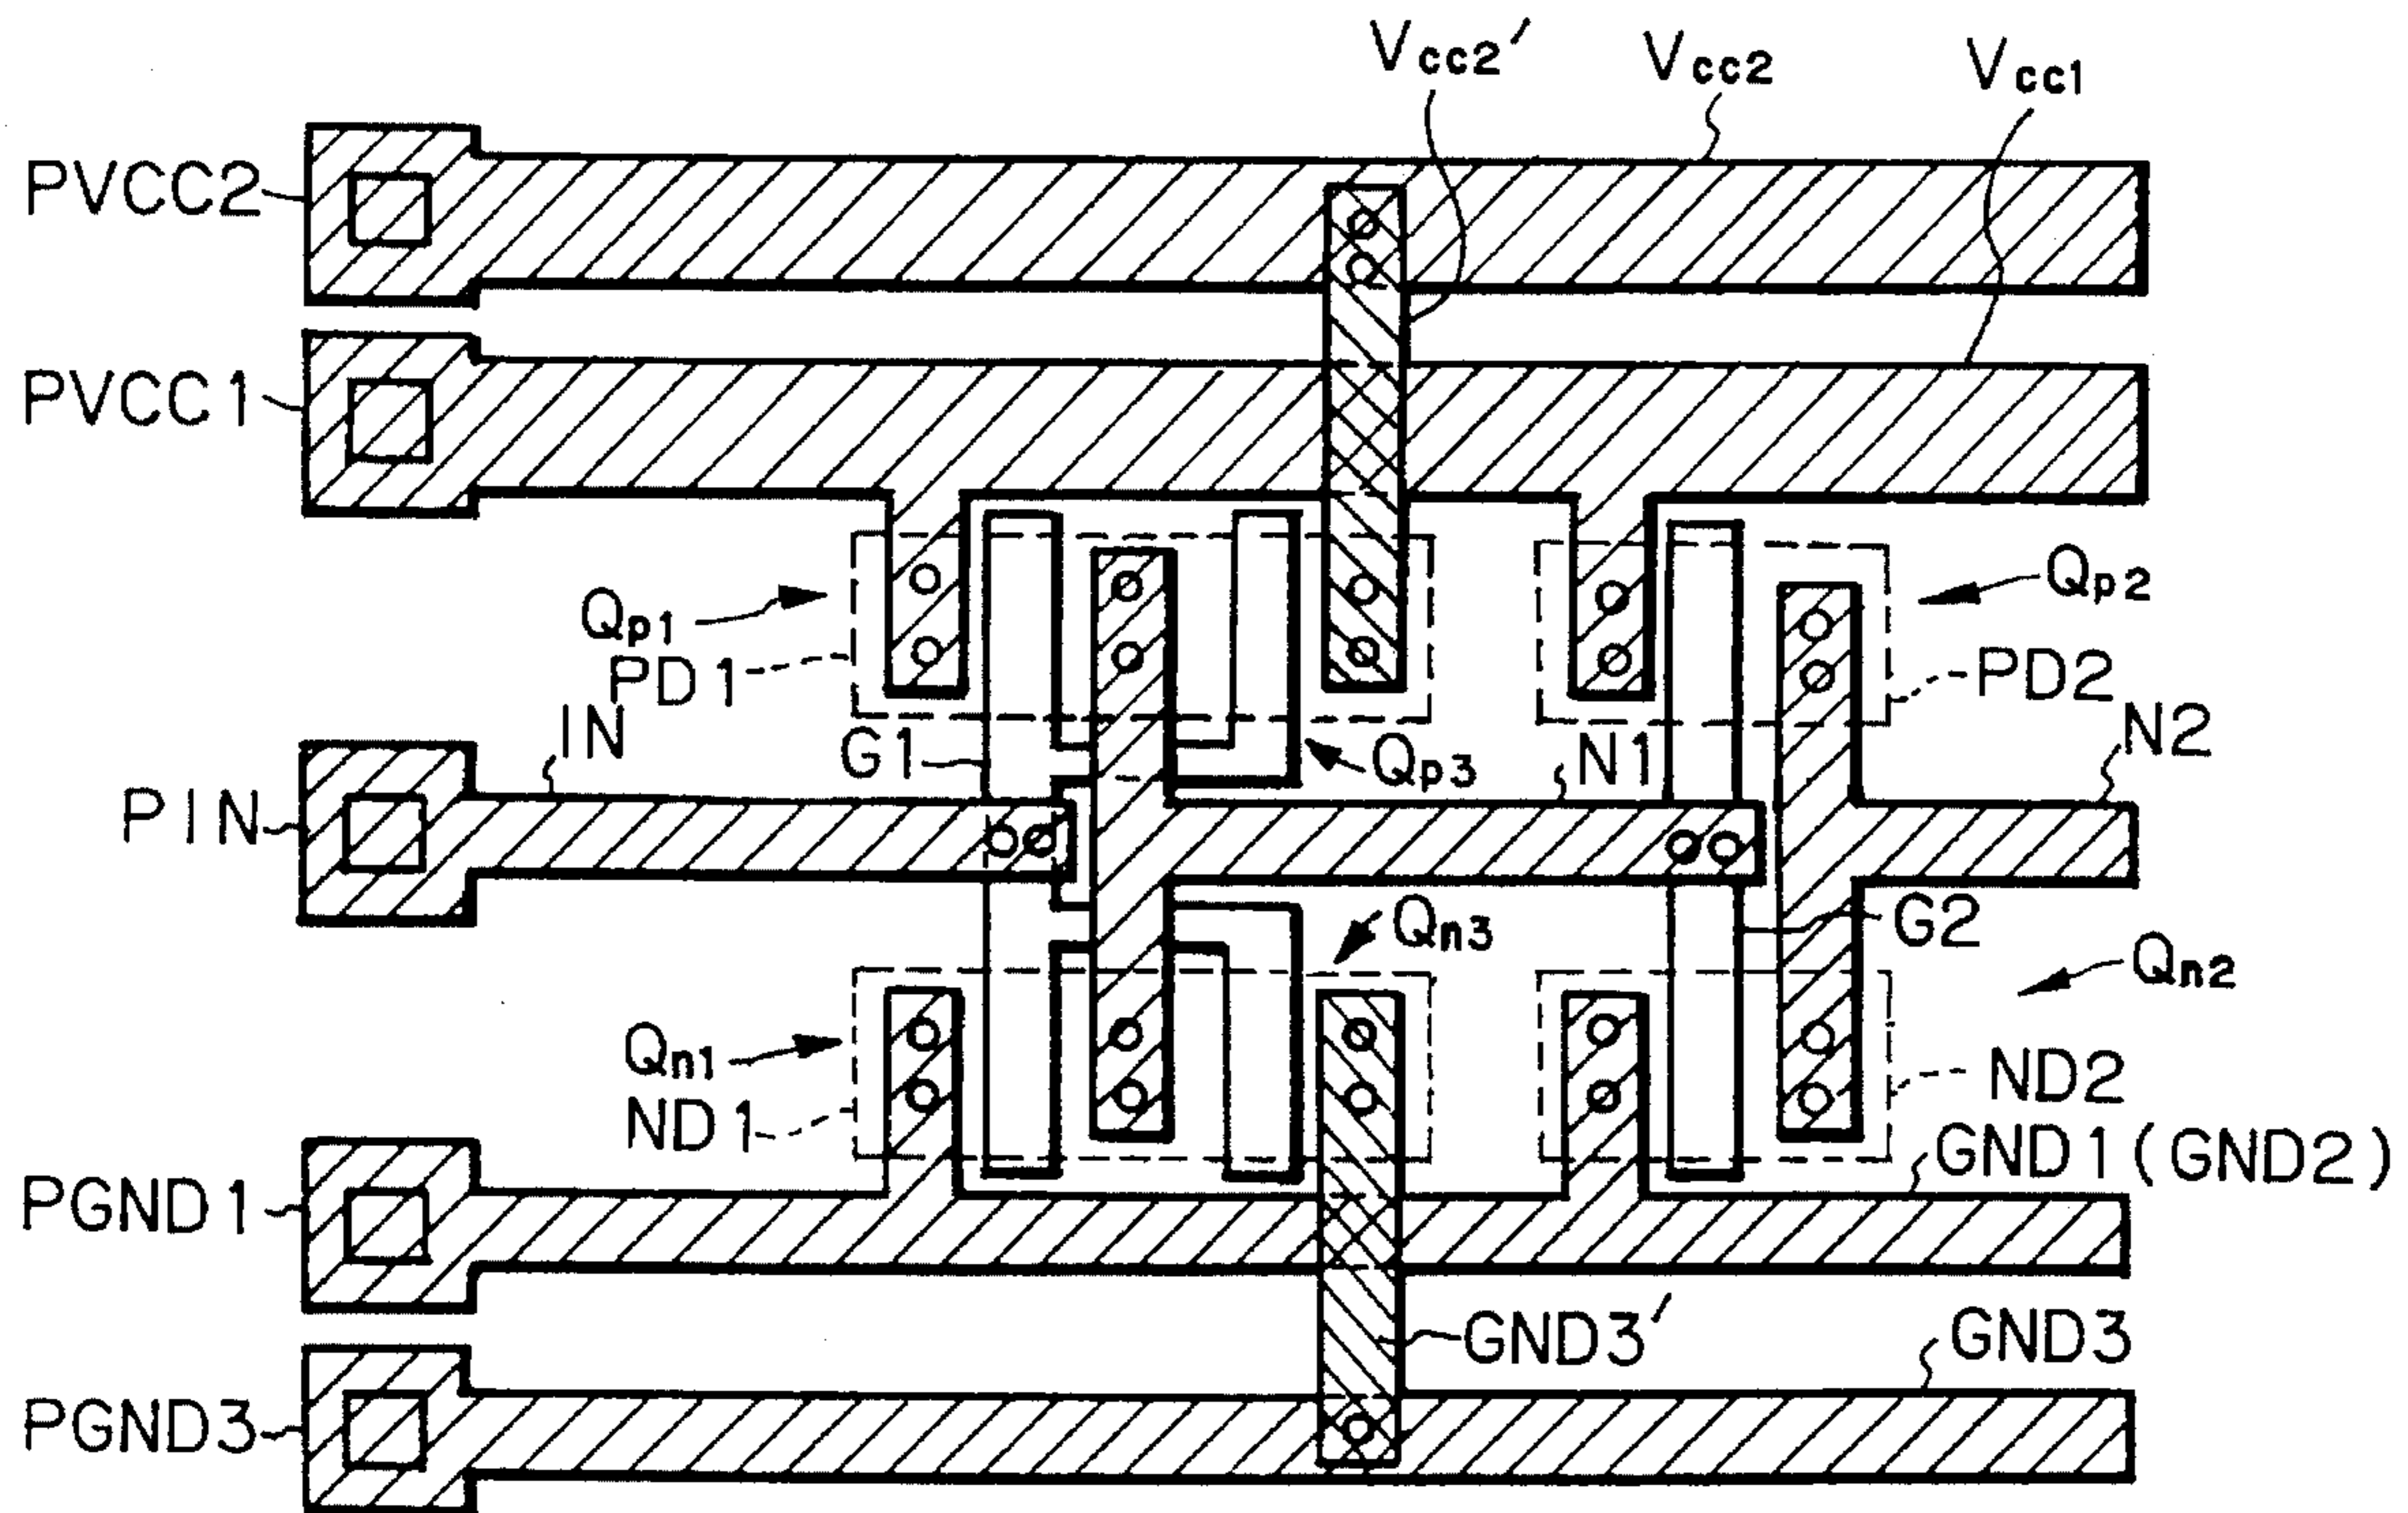 Vcc2′ Vcc2 Vcc1
PVCC2
PVCC1
Qp1
Qp2
PD1
PD2
IN
G1
Qp3
N1
N2
PIN
Qn3
G2
Qn2
Qn1
ND1
ND2
GND1(GND2)
PGND1
GND3′
GND3
PGND3